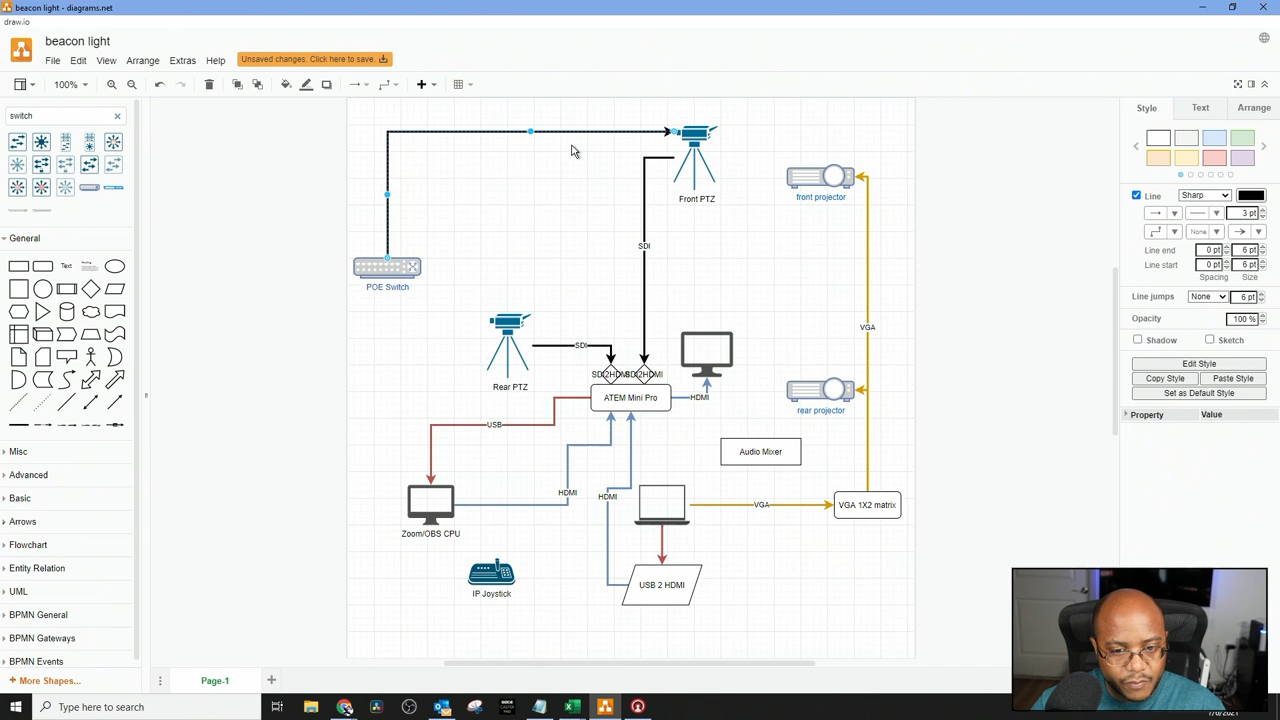 beacon light - diagrams.net
draw.io
beacon light
File Edit View Arrange Extras Help
Unsaved changes. Click here to save.
100%
switch
General
Text
Misc
Advanced
Basic
Arrows
Flowchart
Entity Relation
UML
BPMN General
BPMN Gateways
BPMN Events
+ More Shapes...
Front PTZ
front projector
SDI
POE Switch
VGA
SDI
Rear PTZ
SDI2HDMI
SDI2HDMI
ATEM Mini Pro
HDMI
rear projector
USB
Audio Mixer
HDMI
HDMI
VGA
VGA 1X2 matrix
Zoom/OBS CPU
USB 2 HDMI
IP Joystick
Style Text Arrange
Line
Sharp
3 pt
None
Line end 0 pt 6 pt
Line start 0 pt 6 pt
Spacing Size
Line jumps None 6 pt
Opacity 100 %
Shadow Sketch
Edit Style
Copy Style Paste Style
Set as Default Style
Property Value
Page-1
Type here to search